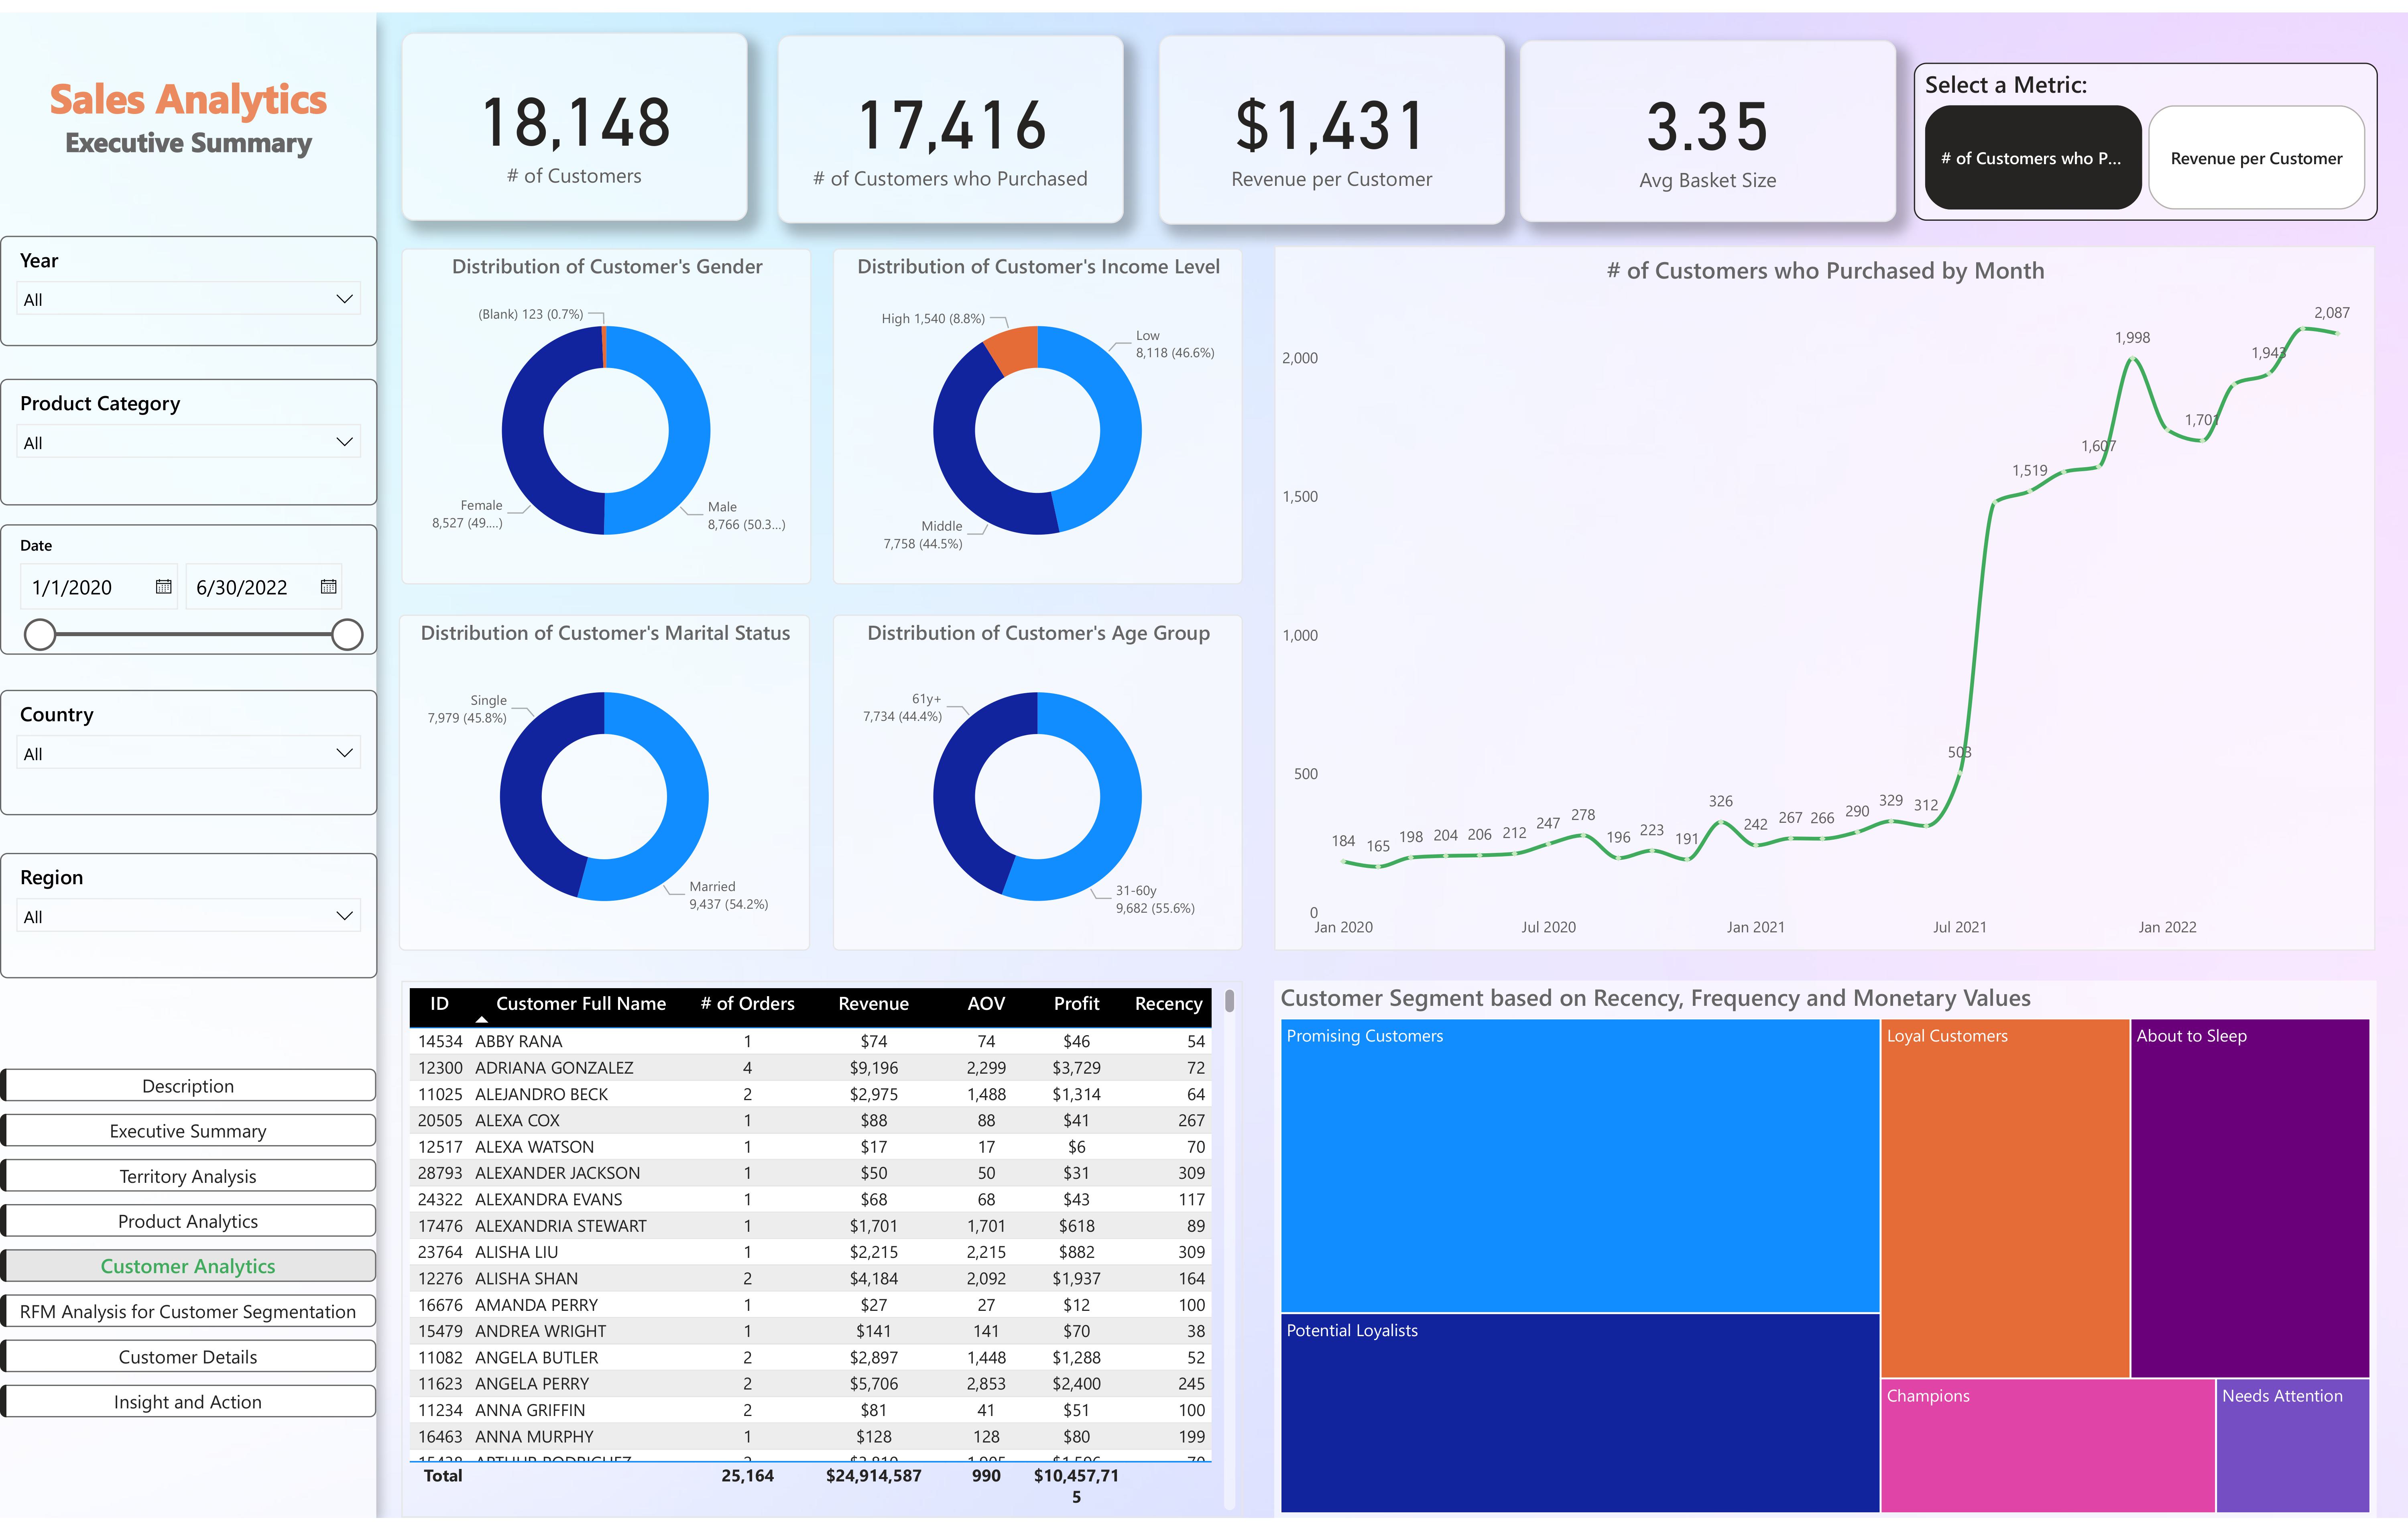 Sales Analytics
Executive Summary
Year
All
Product Category
All
Date
1/1/2020
6/30/2022
Country
All
Region
All
Description
Executive Summary
Territory Analysis
Product Analytics
Customer Analytics
RFM Analysis for Customer Segmentation
Customer Details
Insight and Action
18,148
# of Customers
17,416
# of Customers who Purchased
$1,431
Revenue per Customer
3.35
Avg Basket Size
Select a Metric:
# of Customers who P...
Revenue per Customer
Distribution of Customer's Gender
(Blank) 123 (0.7%)
Female
8,527 (49....)
Male
8,766 (50.3...)
Distribution of Customer's Income Level
High 1,540 (8.8%)
Low
8,118 (46.6%)
Middle
7,758 (44.5%)
# of Customers who Purchased by Month
2,000
1,500
1,000
500
0
184
165
198
204
206
212
247
278
196
223
191
326
242
267
266
290
329
312
503
1,519
1,607
1,998
1,701
1,943
2,087
Jan 2020
Jul 2020
Jan 2021
Jul 2021
Jan 2022
Distribution of Customer's Marital Status
Single
7,979 (45.8%)
Married
9,437 (54.2%)
Distribution of Customer's Age Group
61y+
7,734 (44.4%)
31-60y
9,682 (55.6%)
ID Customer Full Name # of Orders Revenue AOV Profit Recency
14534 ABBY RANA 1 $74 74 $46 54
12300 ADRIANA GONZALEZ 4 $9,196 2,299 $3,729 72
11025 ALEJANDRO BECK 2 $2,975 1,488 $1,314 64
20505 ALEXA COX 1 $88 88 $41 267
12517 ALEXA WATSON 1 $17 17 $6 70
28793 ALEXANDER JACKSON 1 $50 50 $31 309
24322 ALEXANDRA EVANS 1 $68 68 $43 117
17476 ALEXANDRIA STEWART 1 $1,701 1,701 $618 89
23764 ALISHA LIU 1 $2,215 2,215 $882 309
12276 ALISHA SHAN 2 $4,184 2,092 $1,937 164
16676 AMANDA PERRY 1 $27 27 $12 100
15479 ANDREA WRIGHT 1 $141 141 $70 38
11082 ANGELA BUTLER 2 $2,897 1,448 $1,288 52
11623 ANGELA PERRY 2 $5,706 2,853 $2,400 245
11234 ANNA GRIFFIN 2 $81 41 $51 100
16463 ANNA MURPHY 1 $128 128 $80 199
Total 25,164 $24,914,587 990 $10,457,71
5
Customer Segment based on Recency, Frequency and Monetary Values
Promising Customers
Loyal Customers
About to Sleep
Potential Loyalists
Champions
Needs Attention